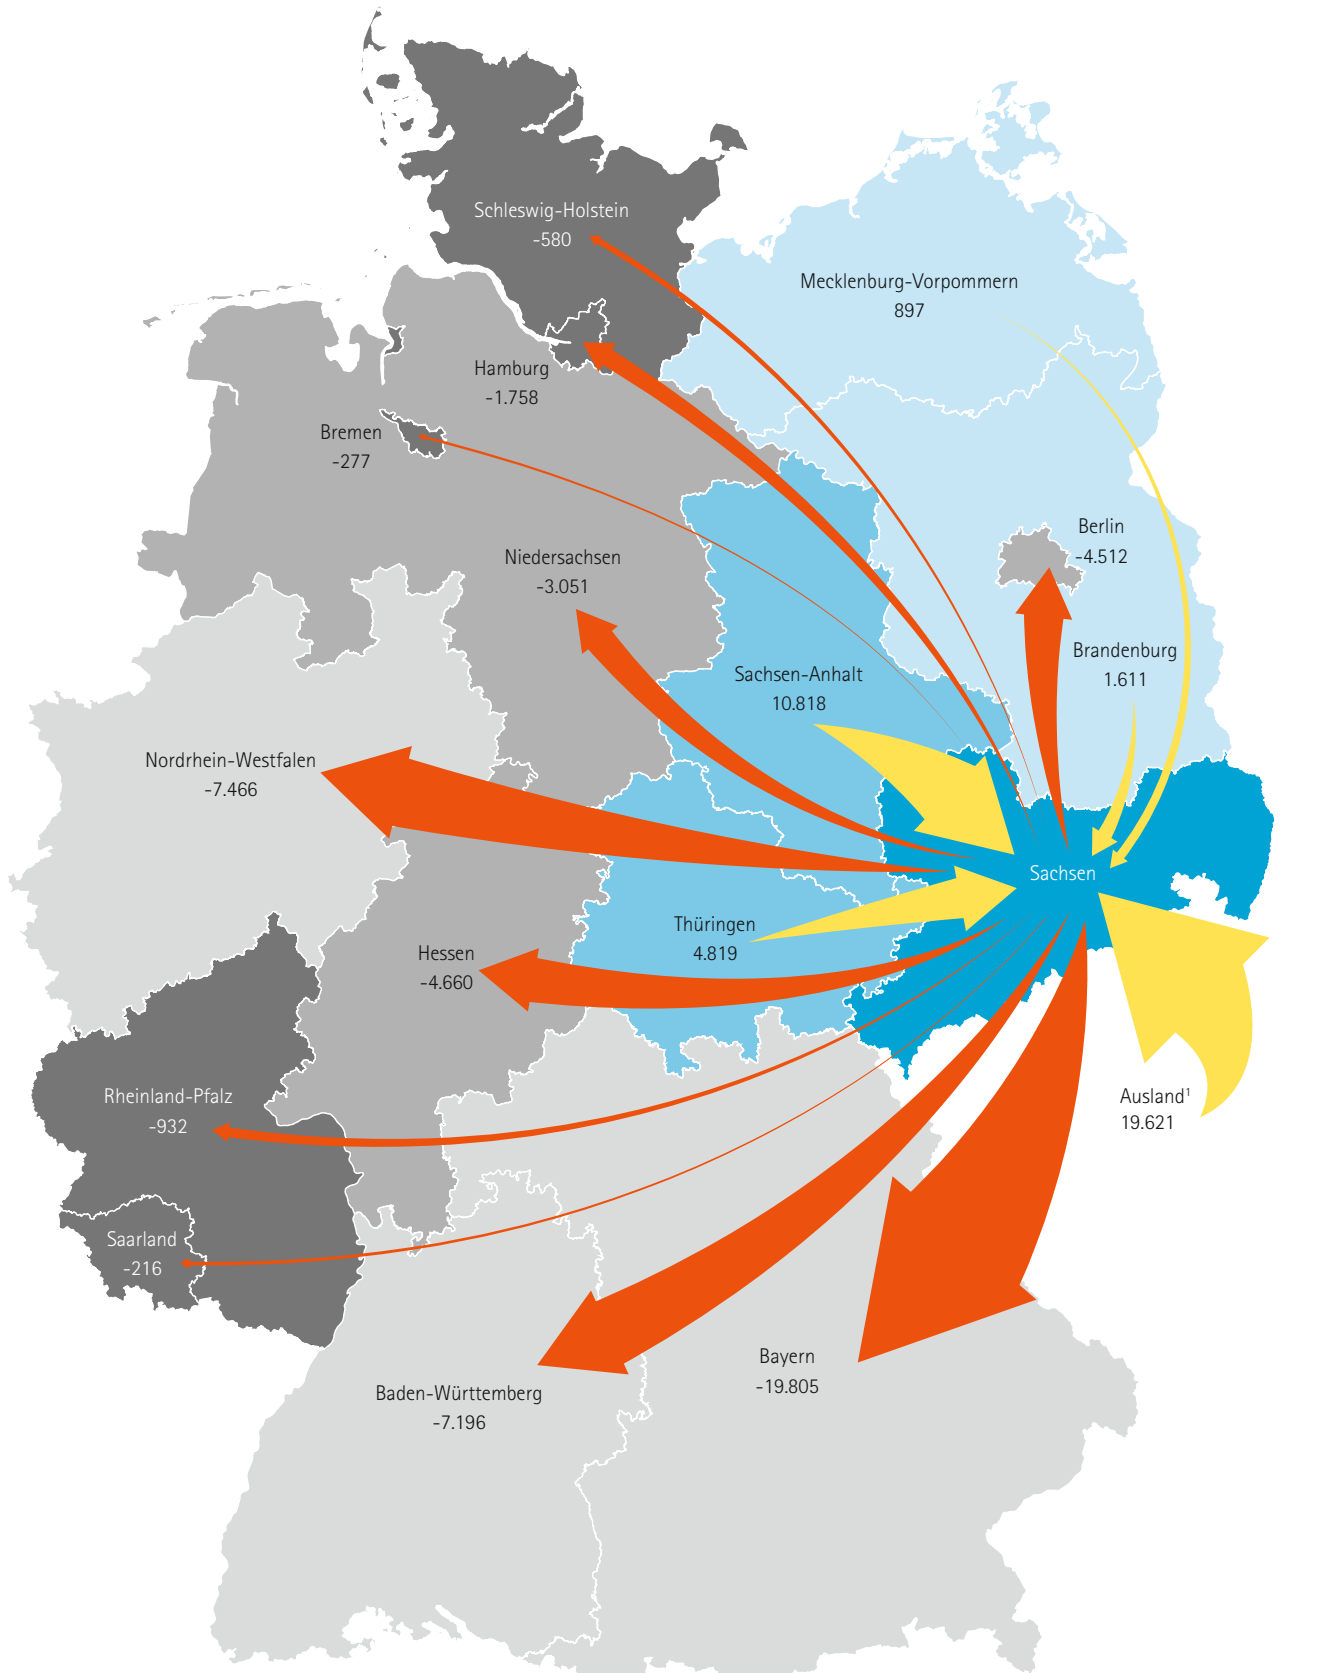 Schleswig-Holstein
-580
Mecklenburg-Vorpommern
897
Hamburg
-1.758
Bremen
-277
Berlin
-4.512
Niedersachsen
-3.051
Brandenburg
1.611
Sachsen-Anhalt
10.818
Nordrhein-Westfalen
-7.466
Sachsen
Thüringen
4.819
Hessen
-4.660
Ausland¹
19.621
Rheinland-Pfalz
-932
Saarland
-216
Bayern
-19.805
Baden-Württemberg
-7.196